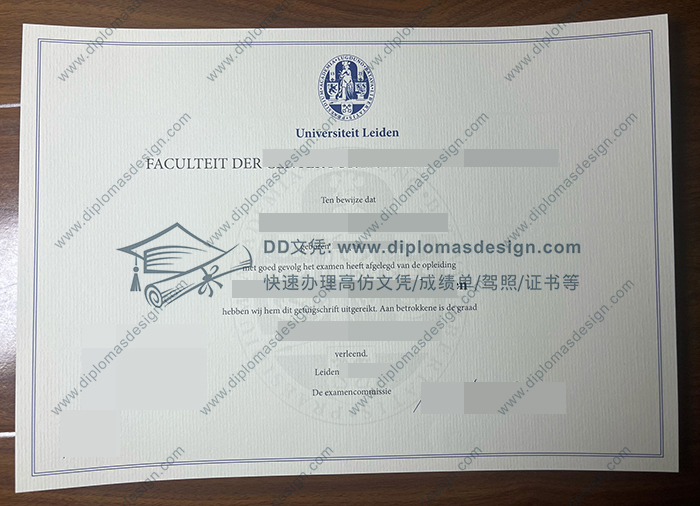 Universiteit Leiden
FACULTEIT DER
Ten bewijze dat
geboren
met goed gevolg het examen heeft afgelegd van de opleiding
hebben wij hem dit getuigschrift uitgereikt. Aan betrokkene is de graad
verleend.
Leiden
De examencommissie
DD文凭: www.diplomasdesign.com
快速办理高仿文凭/成绩单/驾照/证书等
www.diplomasdesign.com